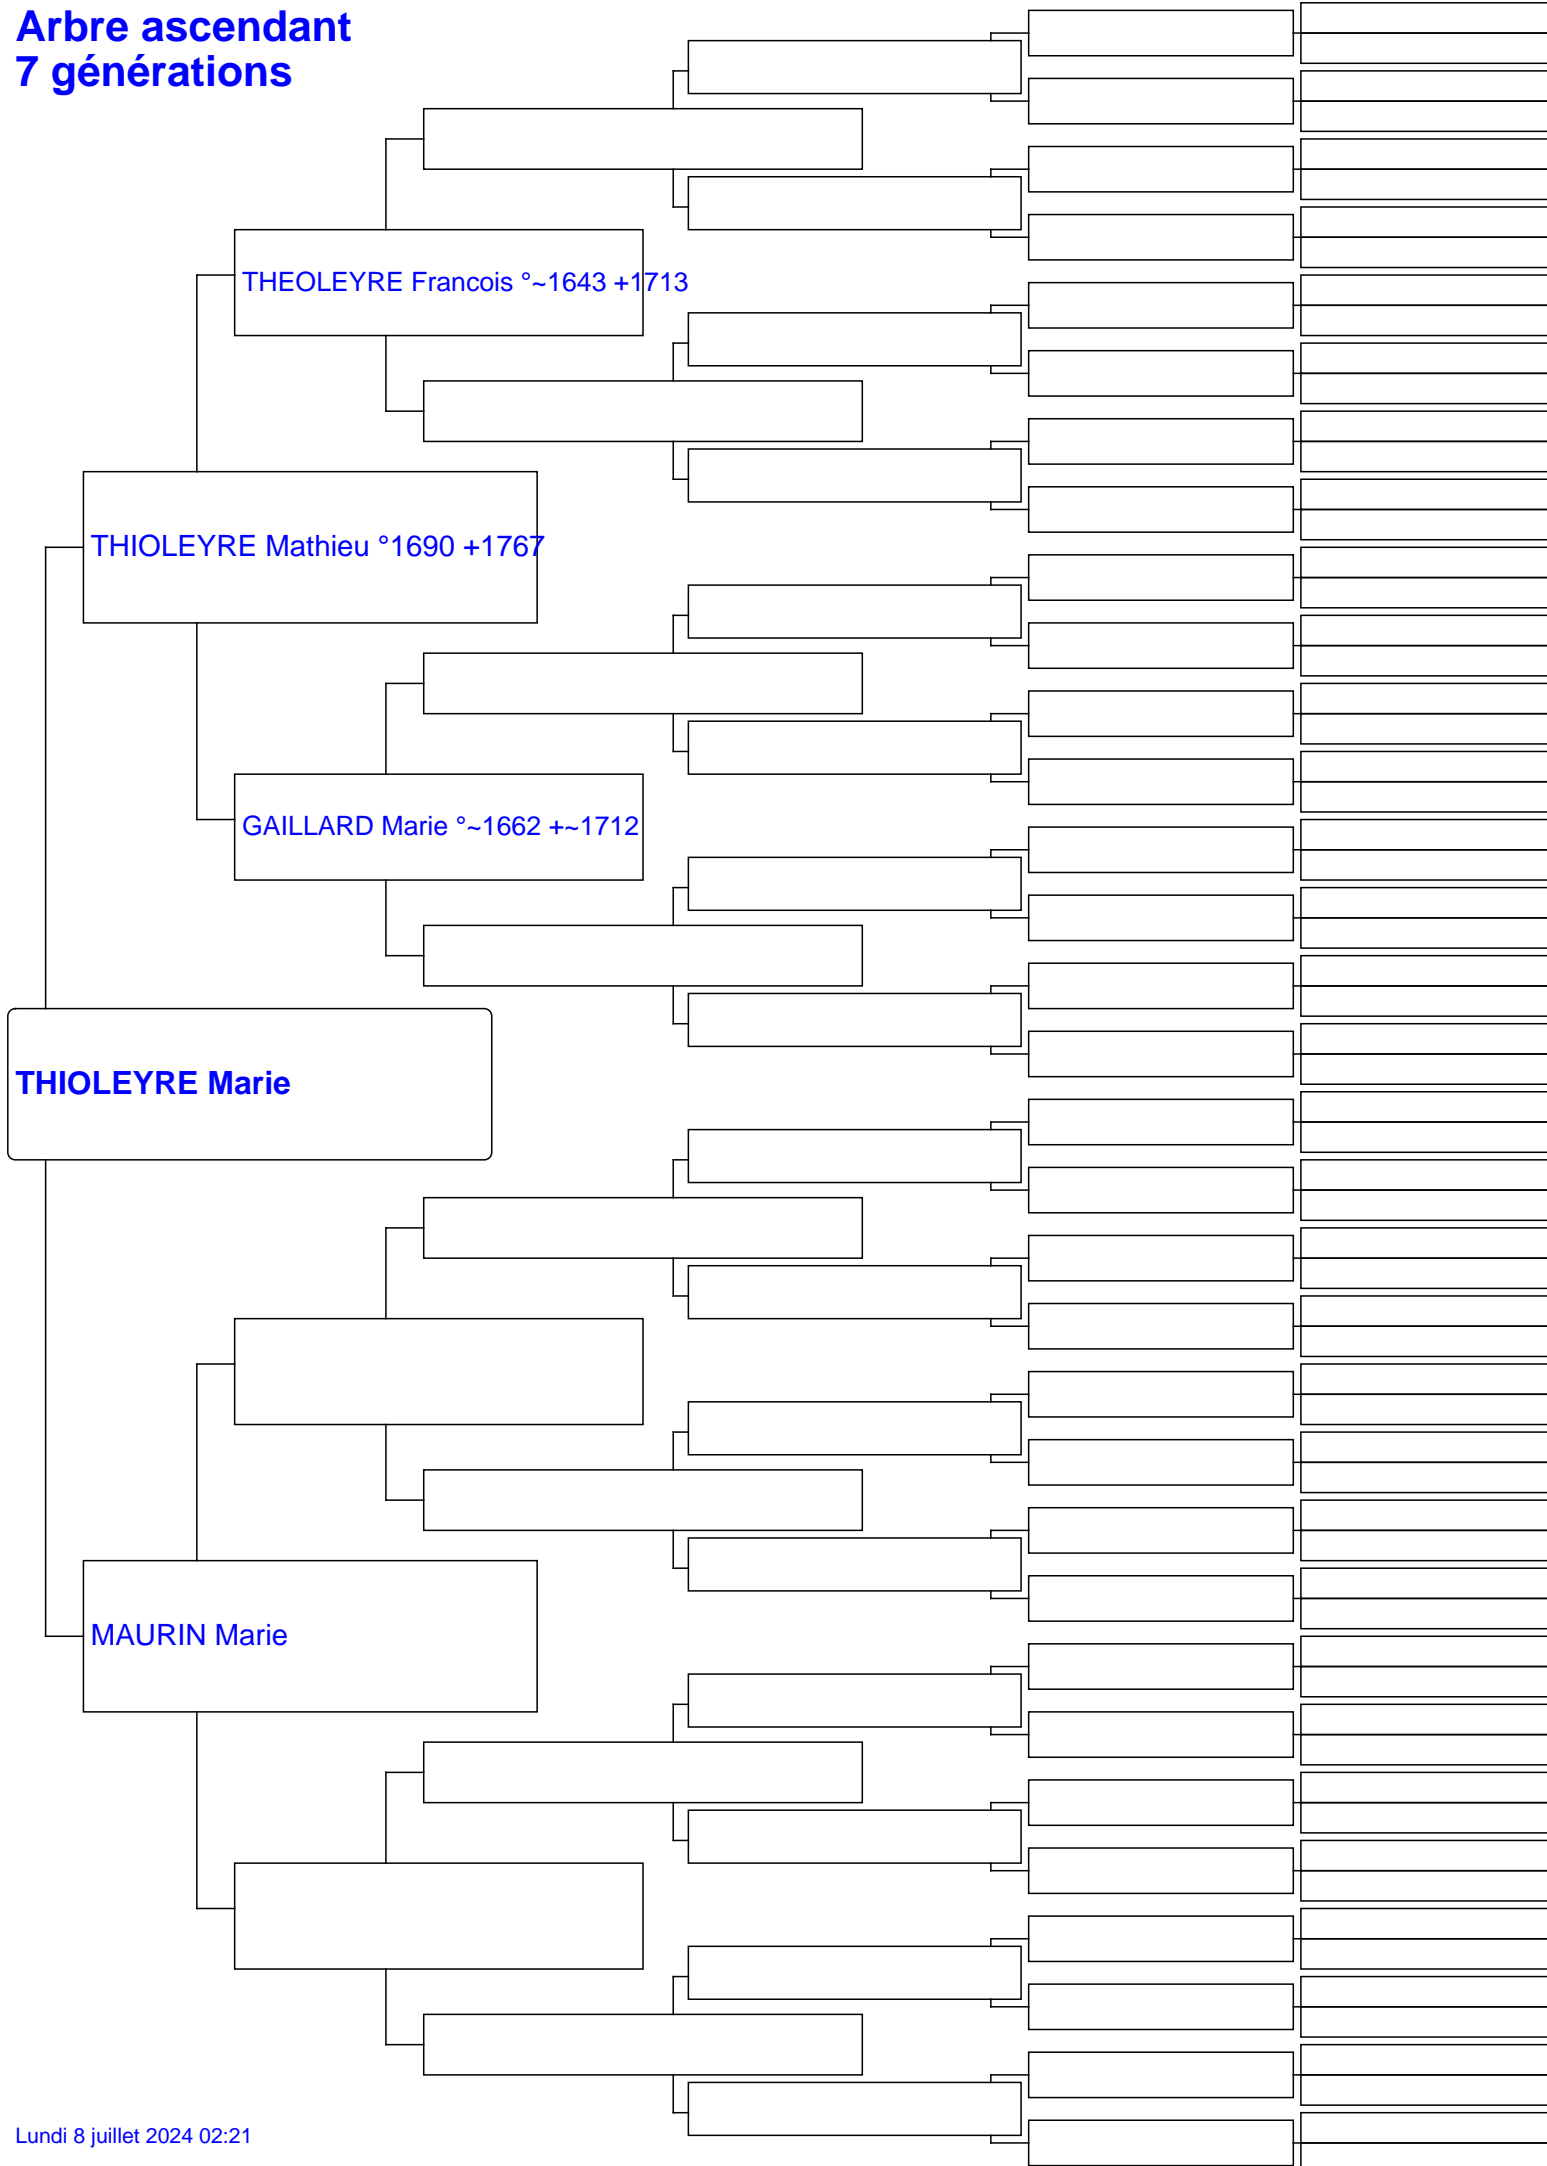 Arbre ascendant
7 générations
THEOLEYRE Francois °~1643 +1713
THIOLEYRE Mathieu °1690 +1767
GAILLARD Marie °~1662 +~1712
THIOLEYRE Marie
MAURIN Marie
Lundi 8 juillet 2024 02:21